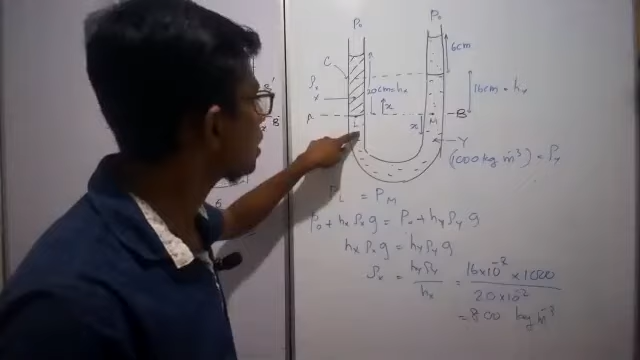 P₀
P₀
6cm
C
ρₓ
20cm = hₓ
16cm = hₓ
x
x
A
L
M
B
Y
(1000 kg m⁻³) = ρᵧ
P_L = P_M
P₀ + hₓρₓg = P₀ + hᵧρᵧg
hₓρₓg = hᵧρᵧg
ρₓ = hᵧρᵧ / hₓ = 16×10⁻² × 1000 / 20×10⁻²
= 800 kg m⁻³